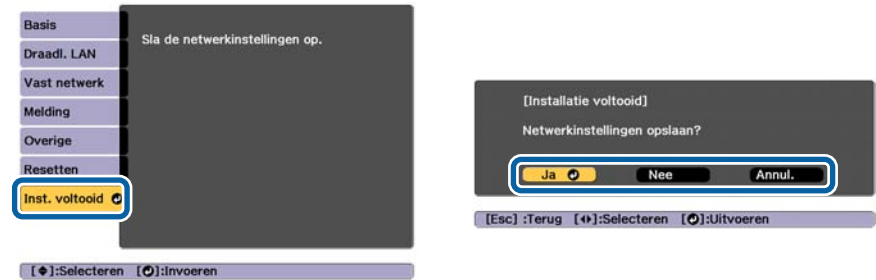 Basis
Draadl. LAN
Vast netwerk
Melding
Overige
Resetten
Inst. voltooid
Sla de netwerkinstellingen op.
[ ]:Selecteren [ ]:Invoeren
[Installatie voltooid]
Netwerkinstellingen opslaan?
Ja Nee Annul.
[Esc] :Terug [ ]:Selecteren [ ]:Uitvoeren